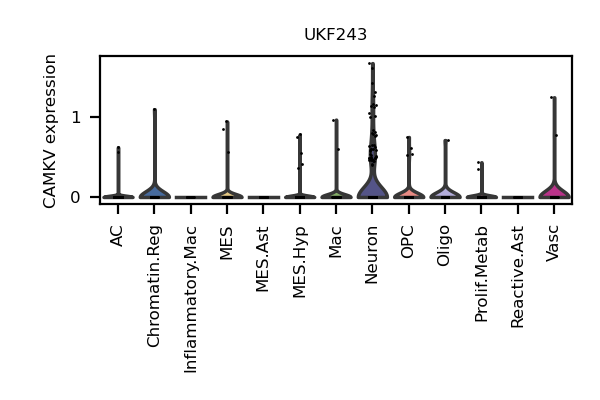 UKF243
CAMKV expression
1
0
AC
Chromatin.Reg
Inflammatory.Mac
MES
MES.Ast
MES.Hyp
Mac
Neuron
OPC
Oligo
Prolif.Metab
Reactive.Ast
Vasc